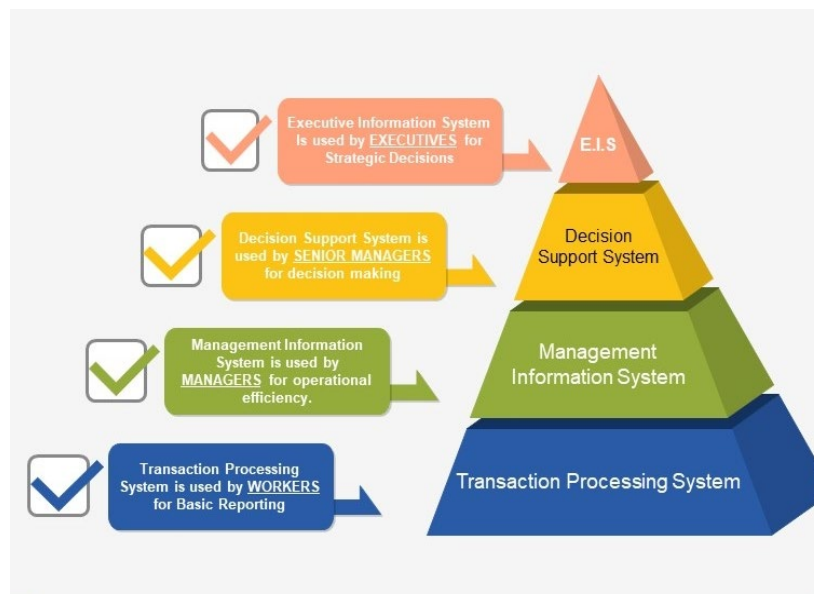 Executive Information System
Is used by EXECUTIVES for
Strategic Decisions
E.I.S
Decision Support System is
used by SENIOR MANAGERS
for decision making
Decision
Support System
Management Information
System is used by
MANAGERS for operational
efficiency.
Management
Information System
Transaction Processing
System is used by WORKERS
for Basic Reporting
Transaction Processing System